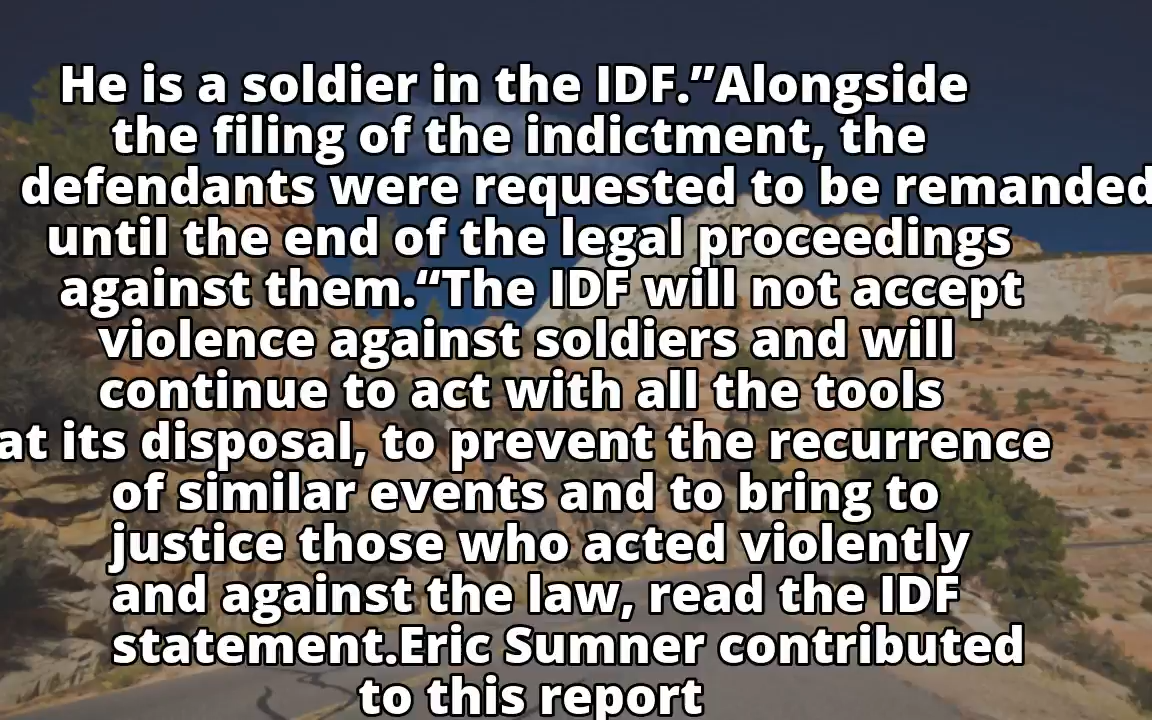 He is a soldier in the IDF.”Alongside
the filing of the indictment, the
defendants were requested to be remanded
until the end of the legal proceedings
against them.“The IDF will not accept
violence against soldiers and will
continue to act with all the tools
at its disposal, to prevent the recurrence
of similar events and to bring to
justice those who acted violently
and against the law, read the IDF
statement.Eric Sumner contributed
to this report